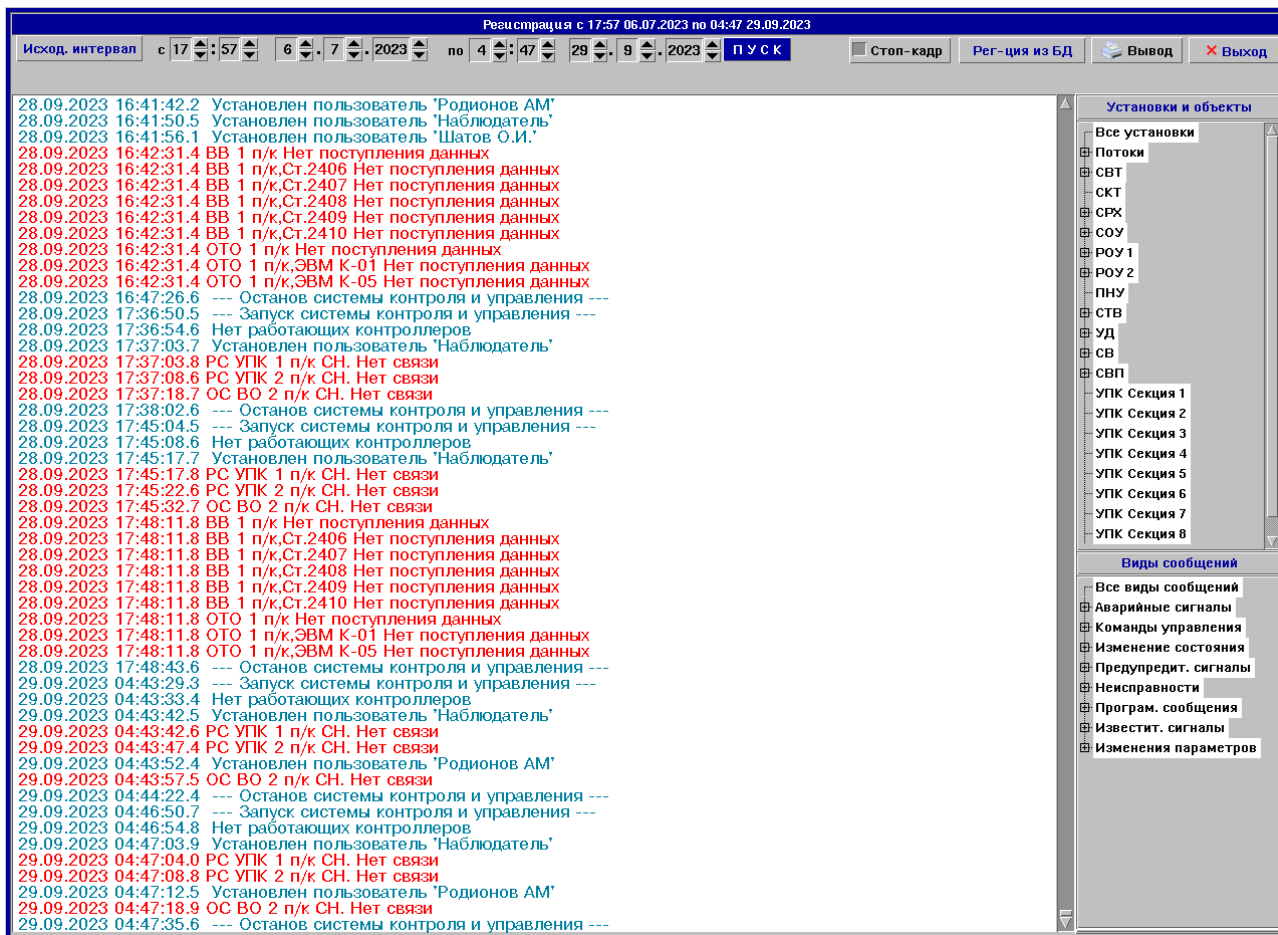 Регистрация с 17:57 06.07.2023 по 04:47 29.09.2023
Исход. интервал с 17 : 57 6 . 7 . 2023 по 4 : 47 29 . 9 . 2023 ПУСК Стоп-кадр Рег-ция из БД Вывод Выход
28.09.2023 16:41:42.2 Установлен пользователь 'Родионов АМ'
28.09.2023 16:41:50.5 Установлен пользователь 'Наблюдатель'
28.09.2023 16:41:56.1 Установлен пользователь 'Шатов О.И.'
28.09.2023 16:42:31.4 ВВ 1 п/к Нет поступления данных
28.09.2023 16:42:31.4 ВВ 1 п/к,Ст.2406 Нет поступления данных
28.09.2023 16:42:31.4 ВВ 1 п/к,Ст.2407 Нет поступления данных
28.09.2023 16:42:31.4 ВВ 1 п/к,Ст.2408 Нет поступления данных
28.09.2023 16:42:31.4 ВВ 1 п/к,Ст.2409 Нет поступления данных
28.09.2023 16:42:31.4 ВВ 1 п/к,Ст.2410 Нет поступления данных
28.09.2023 16:42:31.4 ОТО 1 п/к Нет поступления данных
28.09.2023 16:42:31.4 ОТО 1 п/к,ЭВМ К-01 Нет поступления данных
28.09.2023 16:42:31.4 ОТО 1 п/к,ЭВМ К-05 Нет поступления данных
28.09.2023 16:47:26.6 --- Останов системы контроля и управления ---
28.09.2023 17:36:50.5 --- Запуск системы контроля и управления ---
28.09.2023 17:36:54.6 Нет работающих контроллеров
28.09.2023 17:37:03.7 Установлен пользователь 'Наблюдатель'
28.09.2023 17:37:03.8 РС УПК 1 п/к СН. Нет связи
28.09.2023 17:37:08.6 РС УПК 2 п/к СН. Нет связи
28.09.2023 17:37:18.7 ОС ВО 2 п/к СН. Нет связи
28.09.2023 17:38:02.6 --- Останов системы контроля и управления ---
28.09.2023 17:45:04.5 --- Запуск системы контроля и управления ---
28.09.2023 17:45:08.6 Нет работающих контроллеров
28.09.2023 17:45:17.7 Установлен пользователь 'Наблюдатель'
28.09.2023 17:45:17.8 РС УПК 1 п/к СН. Нет связи
28.09.2023 17:45:22.6 РС УПК 2 п/к СН. Нет связи
28.09.2023 17:45:32.7 ОС ВО 2 п/к СН. Нет связи
28.09.2023 17:48:11.8 ВВ 1 п/к Нет поступления данных
28.09.2023 17:48:11.8 ВВ 1 п/к,Ст.2406 Нет поступления данных
28.09.2023 17:48:11.8 ВВ 1 п/к,Ст.2407 Нет поступления данных
28.09.2023 17:48:11.8 ВВ 1 п/к,Ст.2408 Нет поступления данных
28.09.2023 17:48:11.8 ВВ 1 п/к,Ст.2409 Нет поступления данных
28.09.2023 17:48:11.8 ВВ 1 п/к,Ст.2410 Нет поступления данных
28.09.2023 17:48:11.8 ОТО 1 п/к Нет поступления данных
28.09.2023 17:48:11.8 ОТО 1 п/к,ЭВМ К-01 Нет поступления данных
28.09.2023 17:48:11.8 ОТО 1 п/к,ЭВМ К-05 Нет поступления данных
28.09.2023 17:48:43.6 --- Останов системы контроля и управления ---
29.09.2023 04:43:29.3 --- Запуск системы контроля и управления ---
29.09.2023 04:43:33.4 Нет работающих контроллеров
29.09.2023 04:43:42.5 Установлен пользователь 'Наблюдатель'
29.09.2023 04:43:42.6 РС УПК 1 п/к СН. Нет связи
29.09.2023 04:43:47.4 РС УПК 2 п/к СН. Нет связи
29.09.2023 04:43:52.4 Установлен пользователь 'Родионов АМ'
29.09.2023 04:43:57.5 ОС ВО 2 п/к СН. Нет связи
29.09.2023 04:44:22.4 --- Останов системы контроля и управления ---
29.09.2023 04:46:50.7 --- Запуск системы контроля и управления ---
29.09.2023 04:46:54.8 Нет работающих контроллеров
29.09.2023 04:47:03.9 Установлен пользователь 'Наблюдатель'
29.09.2023 04:47:04.0 РС УПК 1 п/к СН. Нет связи
29.09.2023 04:47:08.8 РС УПК 2 п/к СН. Нет связи
29.09.2023 04:47:12.5 Установлен пользователь 'Родионов АМ'
29.09.2023 04:47:18.9 ОС ВО 2 п/к СН. Нет связи
29.09.2023 04:47:35.6 --- Останов системы контроля и управления ---
Установки и объекты
Все установки
Потоки
СВТ
СКТ
СРХ
СОУ
РОУ 1
РОУ 2
ПНУ
СТВ
УД
СВ
СВП
УПК Секция 1
УПК Секция 2
УПК Секция 3
УПК Секция 4
УПК Секция 5
УПК Секция 6
УПК Секция 7
УПК Секция 8
Виды сообщений
Все виды сообщений
Аварийные сигналы
Команды управления
Изменение состояния
Предупредит. сигналы
Неисправности
Програм. сообщения
Известит. сигналы
Изменения параметров